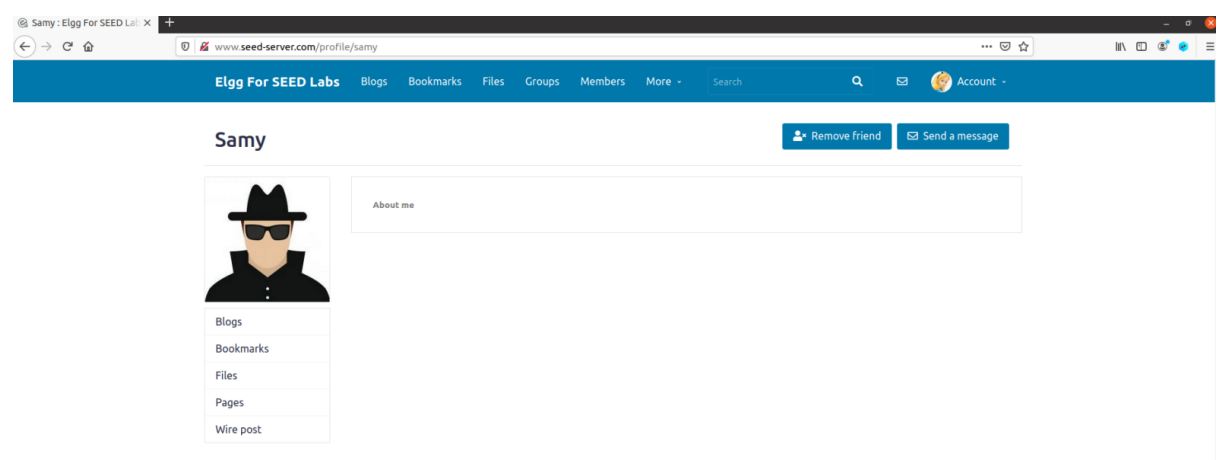 Samy : Elgg For SEED Lab
www.seed-server.com/profile/samy
Elgg For SEED Labs Blogs Bookmarks Files Groups Members More Search Account
Samy
Remove friend Send a message
About me
Blogs
Bookmarks
Files
Pages
Wire post